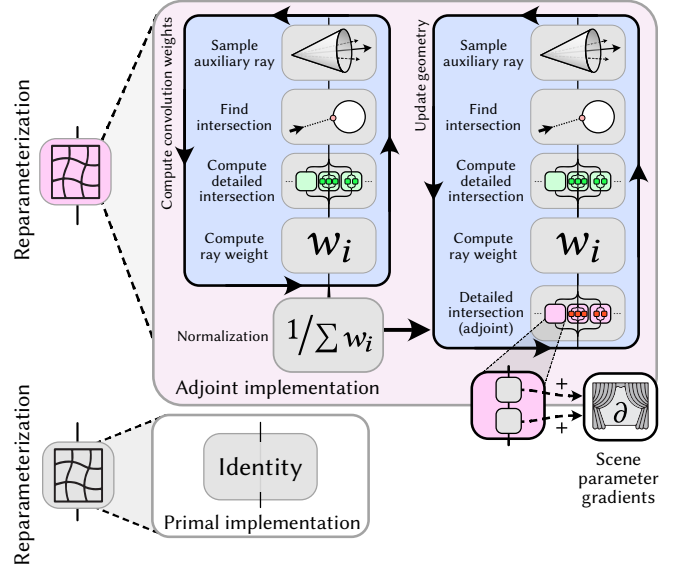 Reparameterization
Compute convolution weights
Sample
auxiliary ray
Find
intersection
Compute
detailed
intersection
Compute
ray weight
w_i
Normalization
1/∑ w_i
Update geometry
Sample
auxiliary ray
Find
intersection
Compute
detailed
intersection
Compute
ray weight
w_i
Detailed
intersection
(adjoint)
Adjoint implementation
+
+
∂
Scene
parameter
gradients
Reparameterization
Identity
Primal implementation